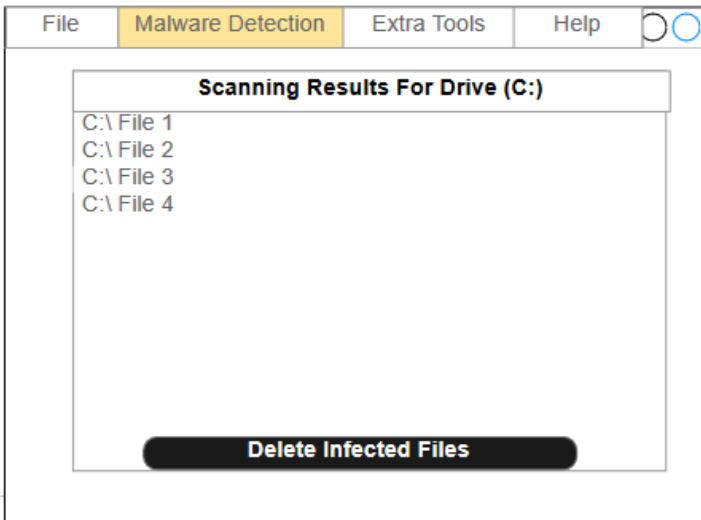 File Malware Detection Extra Tools Help
Scanning Results For Drive (C:)
C:\ File 1
C:\ File 2
C:\ File 3
C:\ File 4
Delete Infected Files